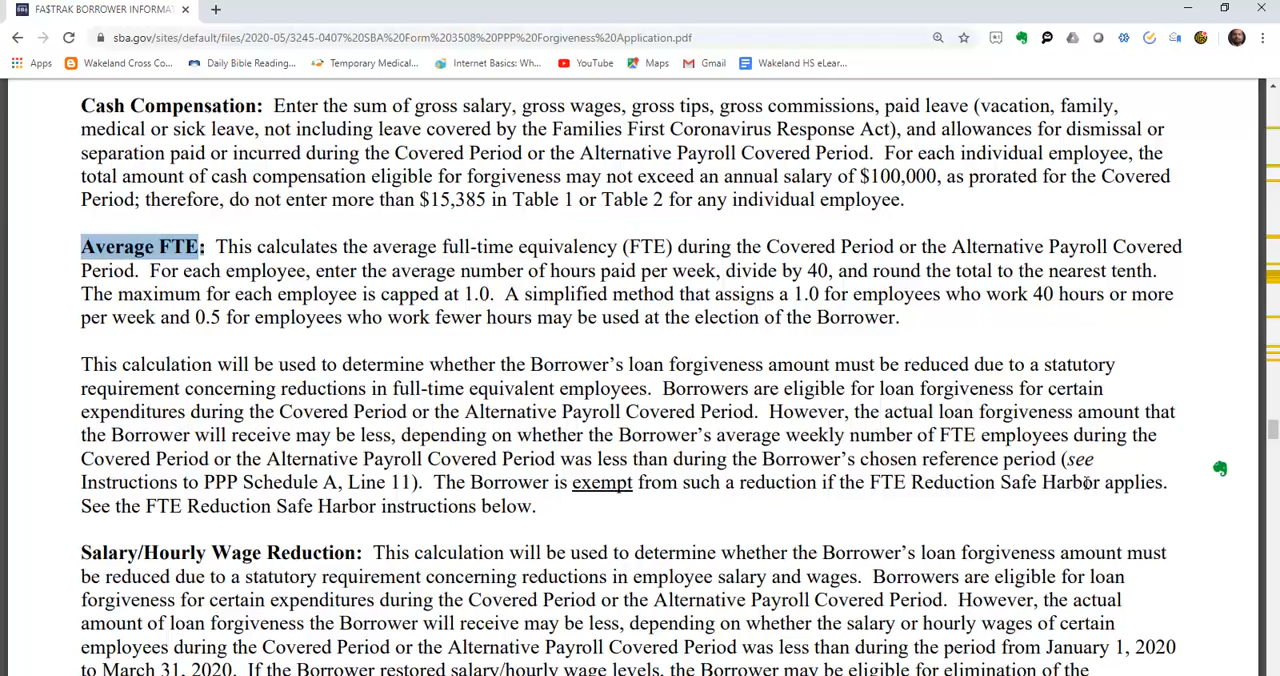 SBA
FASTRAK BORROWER INFORMA
sba.gov/sites/default/files/2020-05/3245-0407%20SBA%20Form%203508%20PPP%20Forgiveness%20Application.pdf
Apps Wakeland Cross Co... Daily Bible Reading... Temporary Medical... Internet Basics: Wh... YouTube Maps Gmail Wakeland HS eLear...
Cash Compensation: Enter the sum of gross salary, gross wages, gross tips, gross commissions, paid leave (vacation, family,
medical or sick leave, not including leave covered by the Families First Coronavirus Response Act), and allowances for dismissal or
separation paid or incurred during the Covered Period or the Alternative Payroll Covered Period. For each individual employee, the
total amount of cash compensation eligible for forgiveness may not exceed an annual salary of $100,000, as prorated for the Covered
Period; therefore, do not enter more than $15,385 in Table 1 or Table 2 for any individual employee.
Average FTE: This calculates the average full-time equivalency (FTE) during the Covered Period or the Alternative Payroll Covered
Period. For each employee, enter the average number of hours paid per week, divide by 40, and round the total to the nearest tenth.
The maximum for each employee is capped at 1.0. A simplified method that assigns a 1.0 for employees who work 40 hours or more
per week and 0.5 for employees who work fewer hours may be used at the election of the Borrower.
This calculation will be used to determine whether the Borrower's loan forgiveness amount must be reduced due to a statutory
requirement concerning reductions in full-time equivalent employees. Borrowers are eligible for loan forgiveness for certain
expenditures during the Covered Period or the Alternative Payroll Covered Period. However, the actual loan forgiveness amount that
the Borrower will receive may be less, depending on whether the Borrower's average weekly number of FTE employees during the
Covered Period or the Alternative Payroll Covered Period was less than during the Borrower's chosen reference period (see
Instructions to PPP Schedule A, Line 11). The Borrower is exempt from such a reduction if the FTE Reduction Safe Harbor applies.
See the FTE Reduction Safe Harbor instructions below.
Salary/Hourly Wage Reduction: This calculation will be used to determine whether the Borrower's loan forgiveness amount must
be reduced due to a statutory requirement concerning reductions in employee salary and wages. Borrowers are eligible for loan
forgiveness for certain expenditures during the Covered Period or the Alternative Payroll Covered Period. However, the actual
amount of loan forgiveness the Borrower will receive may be less, depending on whether the salary or hourly wages of certain
employees during the Covered Period or the Alternative Payroll Covered Period was less than during the period from January 1, 2020
to March 31, 2020. If the Borrower restored salary/hourly wage levels, the Borrower may be eligible for elimination of the